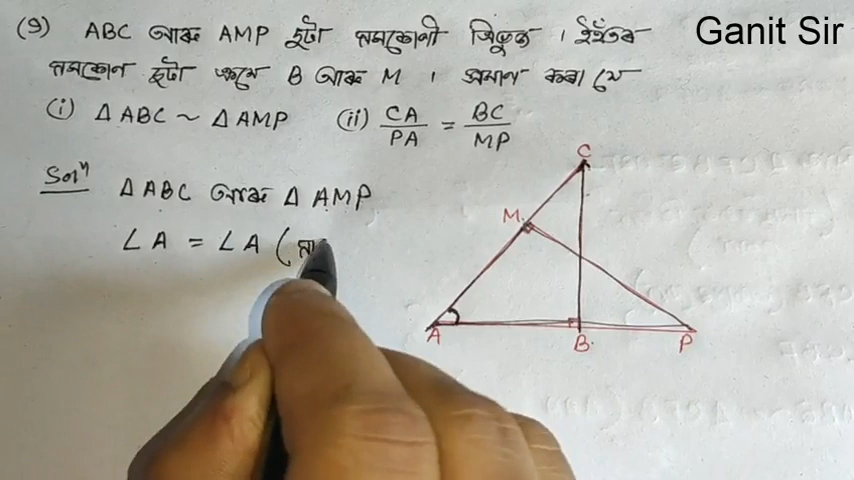 Ganit Sir
(9) ABC আৰু AMP দুটা সমকোণী ত্ৰিভুজ । ইহঁতৰ
সমকোণ দুটা ক্ৰমে B আৰু M । প্ৰমাণ কৰা যে
(i) Δ ABC ~ Δ AMP (ii) CA/PA = BC/MP
Solⁿ Δ ABC আৰু Δ AMP
∠A = ∠A (
C
M
A
B
P